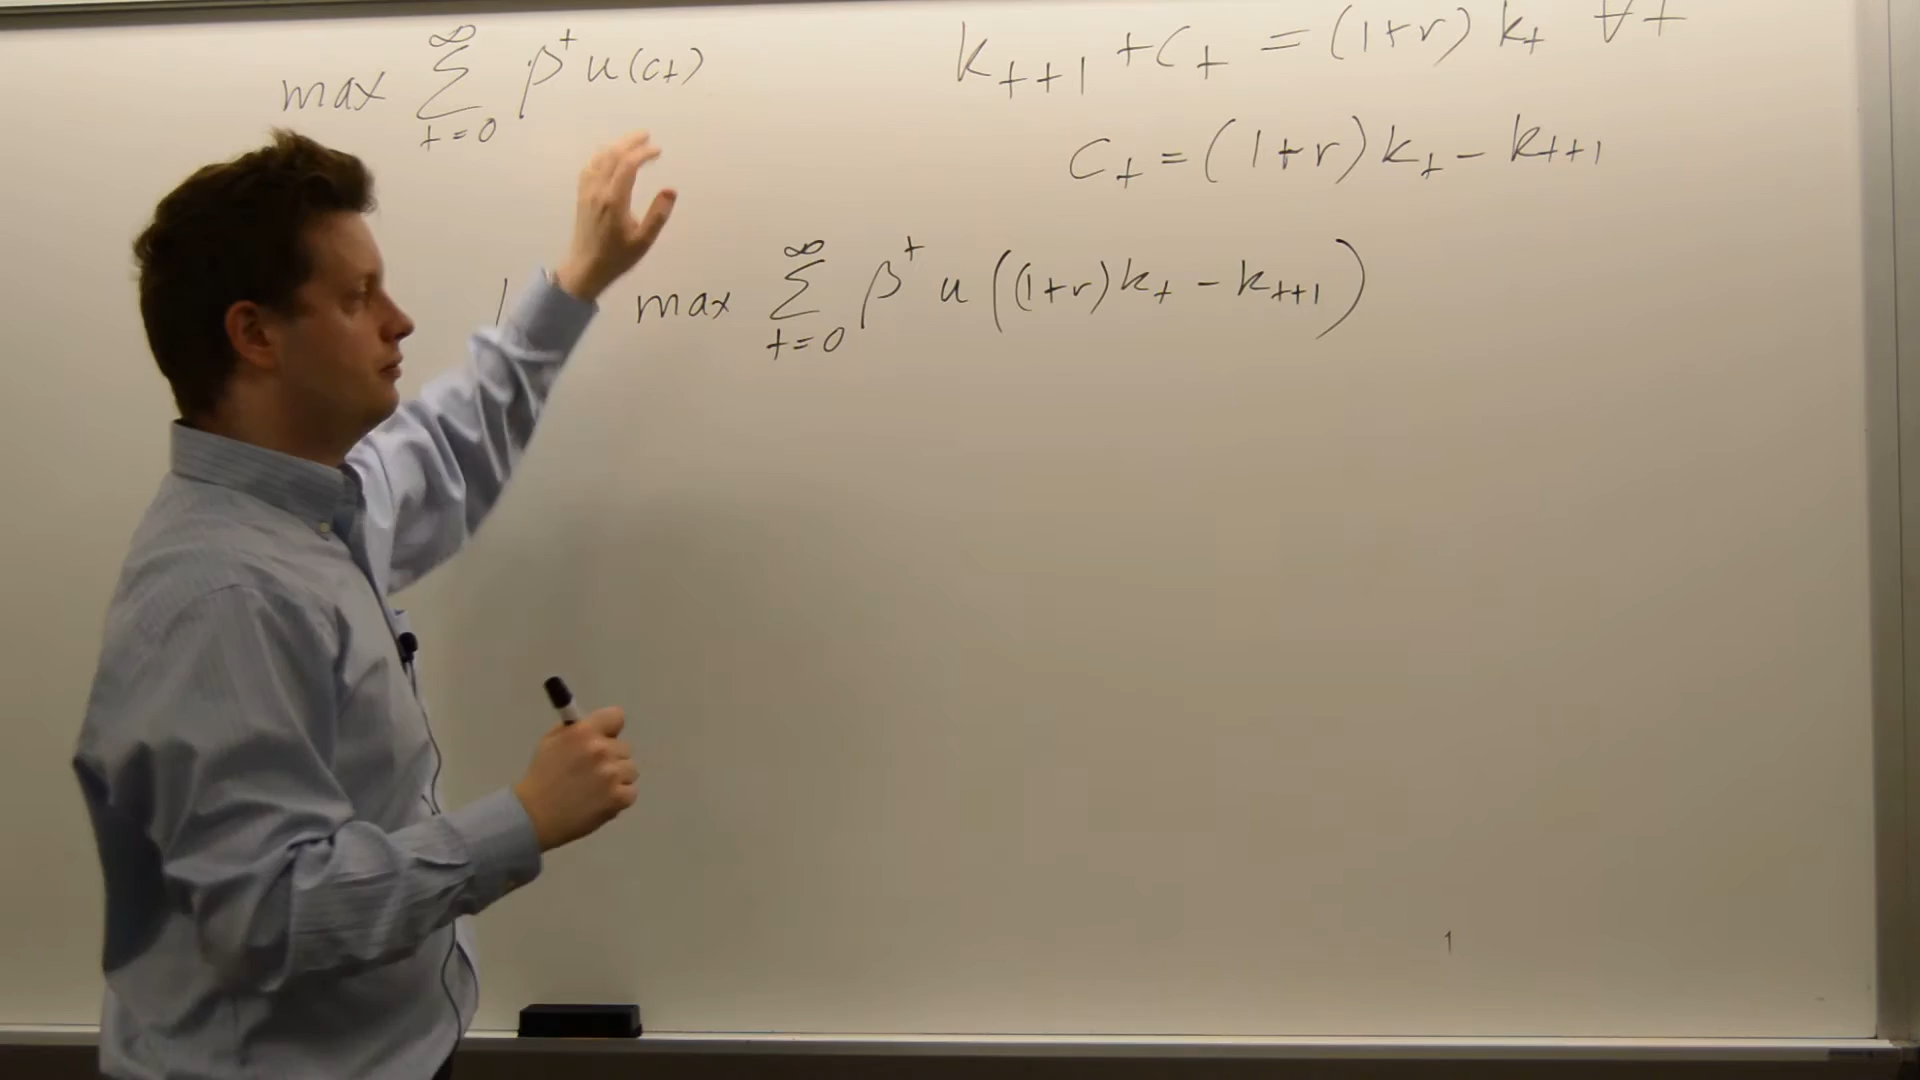 max ∞ Σ t=0 β^t u(c_t)
k_{t+1} + c_t = (1+r) k_t ∀t
c_t = (1+r) k_t - k_{t+1}
max ∞ Σ t=0 β^t u((1+r)k_t - k_{t+1})